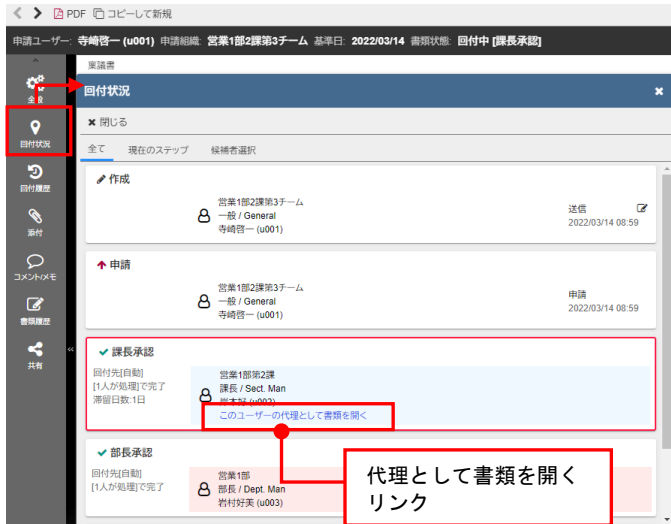 PDF コピーして新規
申請ユーザー: 寺崎啓一 (u001) 申請組織: 営業1部2課第3チーム 基準日: 2022/03/14 書類状態: 回付中 [課長承認]
稟議書
全般
回付状況
閉じる
回付状況
全て 現在のステップ 候補者選択
回付履歴
添付
コメント/メモ
書類履歴
共有
作成
営業1部2課第3チーム
一般 / General
寺崎啓一 (u001)
送信
2022/03/14 08:59
申請
営業1部2課第3チーム
一般 / General
寺崎啓一 (u001)
申請
2022/03/14 08:59
課長承認
回付先[自動]
[1人が処理]で完了
滞留日数:1日
営業1部第2課
課長 / Sect. Man
岸本好 (u002)
このユーザーの代理として書類を開く
部長承認
回付先[自動]
[1人が処理]で完了
営業1部
部長 / Dept. Man
岩村好美 (u003)
代理として書類を開く
リンク